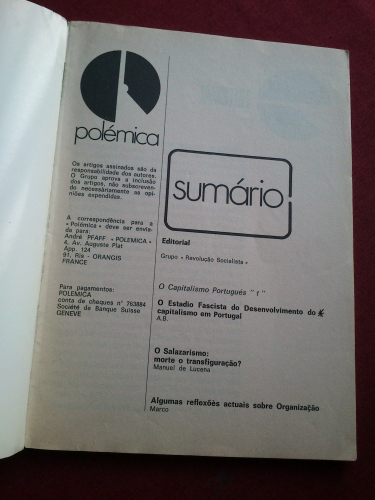 polémica
Os artigos assinados são da
responsabilidade dos autores.
O Grupo aprova a inclusão
dos artigos, não subscreven-
do necessàriamente as opi-
niões expendidas.
A correspondência para a
« Polémica » deve ser envia-
da para:
André PFAFF « POLEMICA »
4, Av. Auguste Plat
App. 124
91, Ris - ORANGIS
FRANCE
Para pagamentos:
POLEMICA
conta de cheques n° 763884
Société de Banque Suisse
GENEVE
sumário
Editorial
Grupo « Revolução Socialista »
O Capitalismo Português " 1 "
O Estadio Fascista do Desenvolvimento do
capitalismo em Portugal
A.B.
O Salazarismo:
morte o transfiguração?
Manuel de Lucena
Algumas reflexões actuais sobre Organização
Marco